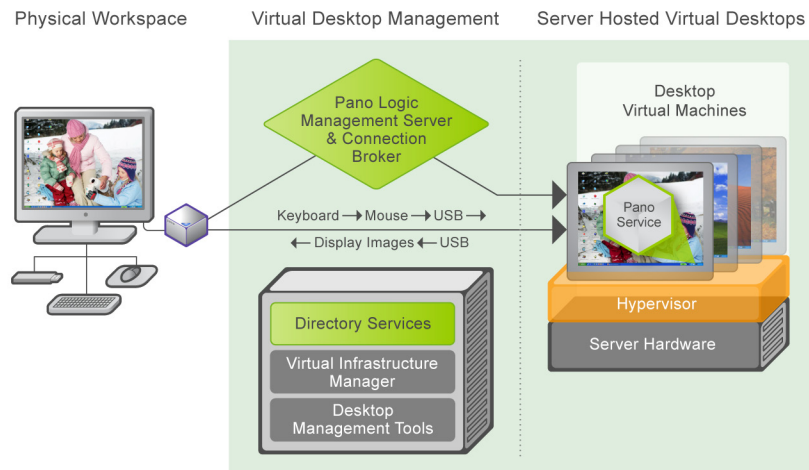 Physical Workspace
Virtual Desktop Management
Server Hosted Virtual Desktops
Pano Logic
Management Server
& Connection
Broker
Desktop
Virtual Machines
Keyboard → Mouse → USB →
← Display Images ← USB
Pano
Service
Directory Services
Virtual Infrastructure
Manager
Desktop
Management Tools
Hypervisor
Server Hardware